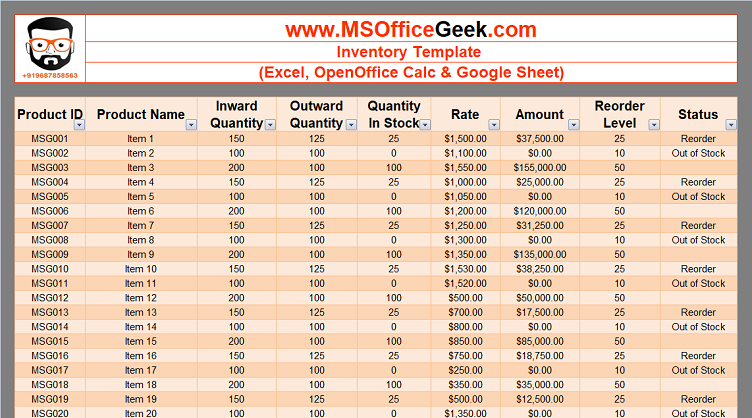 www.MSOfficeGeek.com
Inventory Template
(Excel, OpenOffice Calc & Google Sheet)
+919687858563
Product ID Product Name Inward Quantity Outward Quantity Quantity In Stock Rate Amount Reorder Level Status
MSG001 Item 1 150 125 25 $1,500.00 $37,500.00 25 Reorder
MSG002 Item 2 100 100 0 $1,100.00 $0.00 10 Out of Stock
MSG003 Item 3 200 100 100 $1,550.00 $155,000.00 50
MSG004 Item 4 150 125 25 $1,000.00 $25,000.00 25 Reorder
MSG005 Item 5 100 100 0 $1,050.00 $0.00 10 Out of Stock
MSG006 Item 6 200 100 100 $1,200.00 $120,000.00 50
MSG007 Item 7 150 125 25 $1,250.00 $31,250.00 25 Reorder
MSG008 Item 8 100 100 0 $1,300.00 $0.00 10 Out of Stock
MSG009 Item 9 200 100 100 $1,350.00 $135,000.00 50
MSG010 Item 10 150 125 25 $1,530.00 $38,250.00 25 Reorder
MSG011 Item 11 100 100 0 $1,520.00 $0.00 10 Out of Stock
MSG012 Item 12 200 100 100 $500.00 $50,000.00 50
MSG013 Item 13 150 125 25 $700.00 $17,500.00 25 Reorder
MSG014 Item 14 100 100 0 $800.00 $0.00 10 Out of Stock
MSG015 Item 15 200 100 100 $850.00 $85,000.00 50
MSG016 Item 16 150 125 25 $750.00 $18,750.00 25 Reorder
MSG017 Item 17 100 100 0 $250.00 $0.00 10 Out of Stock
MSG018 Item 18 200 100 100 $350.00 $35,000.00 50
MSG019 Item 19 150 125 25 $500.00 $12,500.00 25 Reorder
MSG020 Item 20 100 100 0 $1,350.00 $0.00 10 Out of Stock